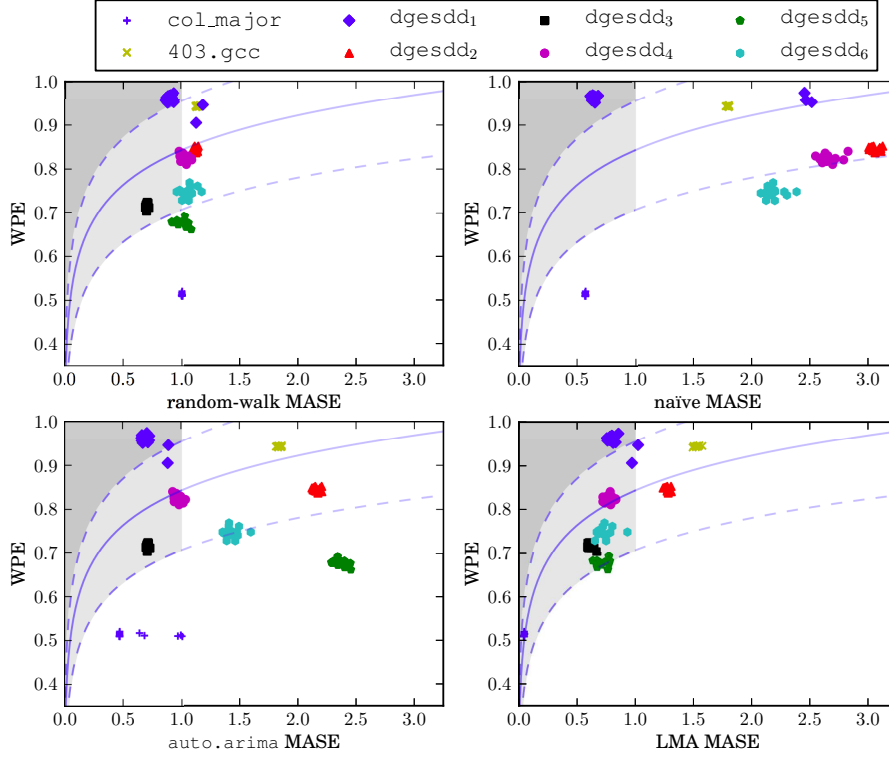 col_major dgesdd₁ dgesdd₃ dgesdd₅
403.gcc dgesdd₂ dgesdd₄ dgesdd₆
1.0
0.9
0.8
0.7
0.6
0.5
0.4
WPE
0.0 0.5 1.0 1.5 2.0 2.5 3.0
random-walk MASE
1.0
0.9
0.8
0.7
0.6
0.5
0.4
WPE
0.0 0.5 1.0 1.5 2.0 2.5 3.0
naïve MASE
1.0
0.9
0.8
0.7
0.6
0.5
0.4
WPE
0.0 0.5 1.0 1.5 2.0 2.5 3.0
auto.arima MASE
1.0
0.9
0.8
0.7
0.6
0.5
0.4
WPE
0.0 0.5 1.0 1.5 2.0 2.5 3.0
LMA MASE